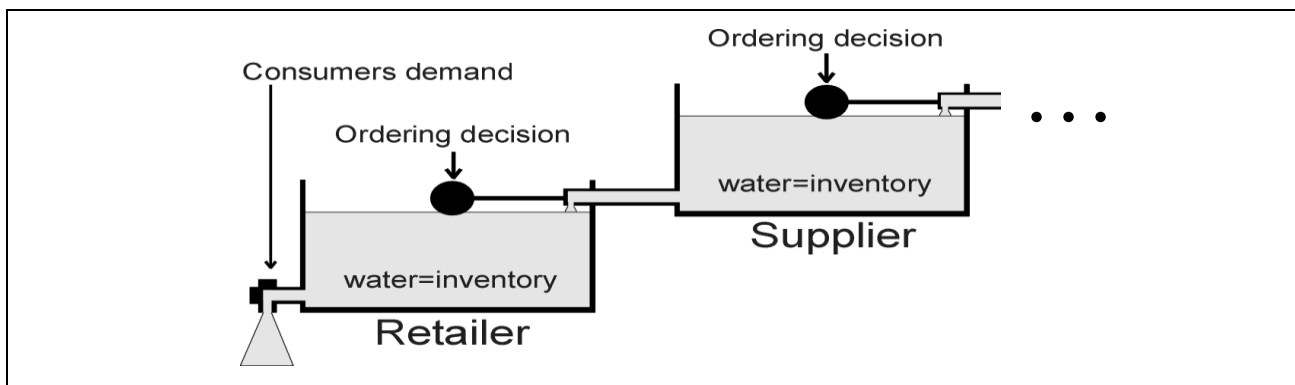 Ordering decision
Consumers demand
Ordering decision
water=inventory
Supplier
water=inventory
Retailer